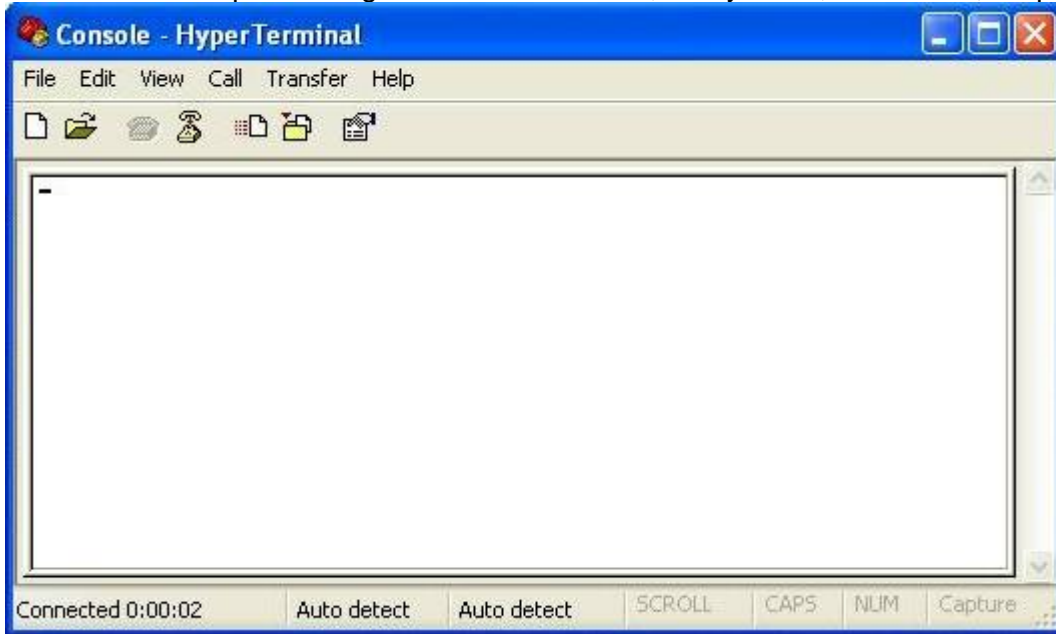 Console - HyperTerminal
File Edit View Call Transfer Help
Connected 0:00:02 Auto detect Auto detect SCROLL CAPS NUM Capture